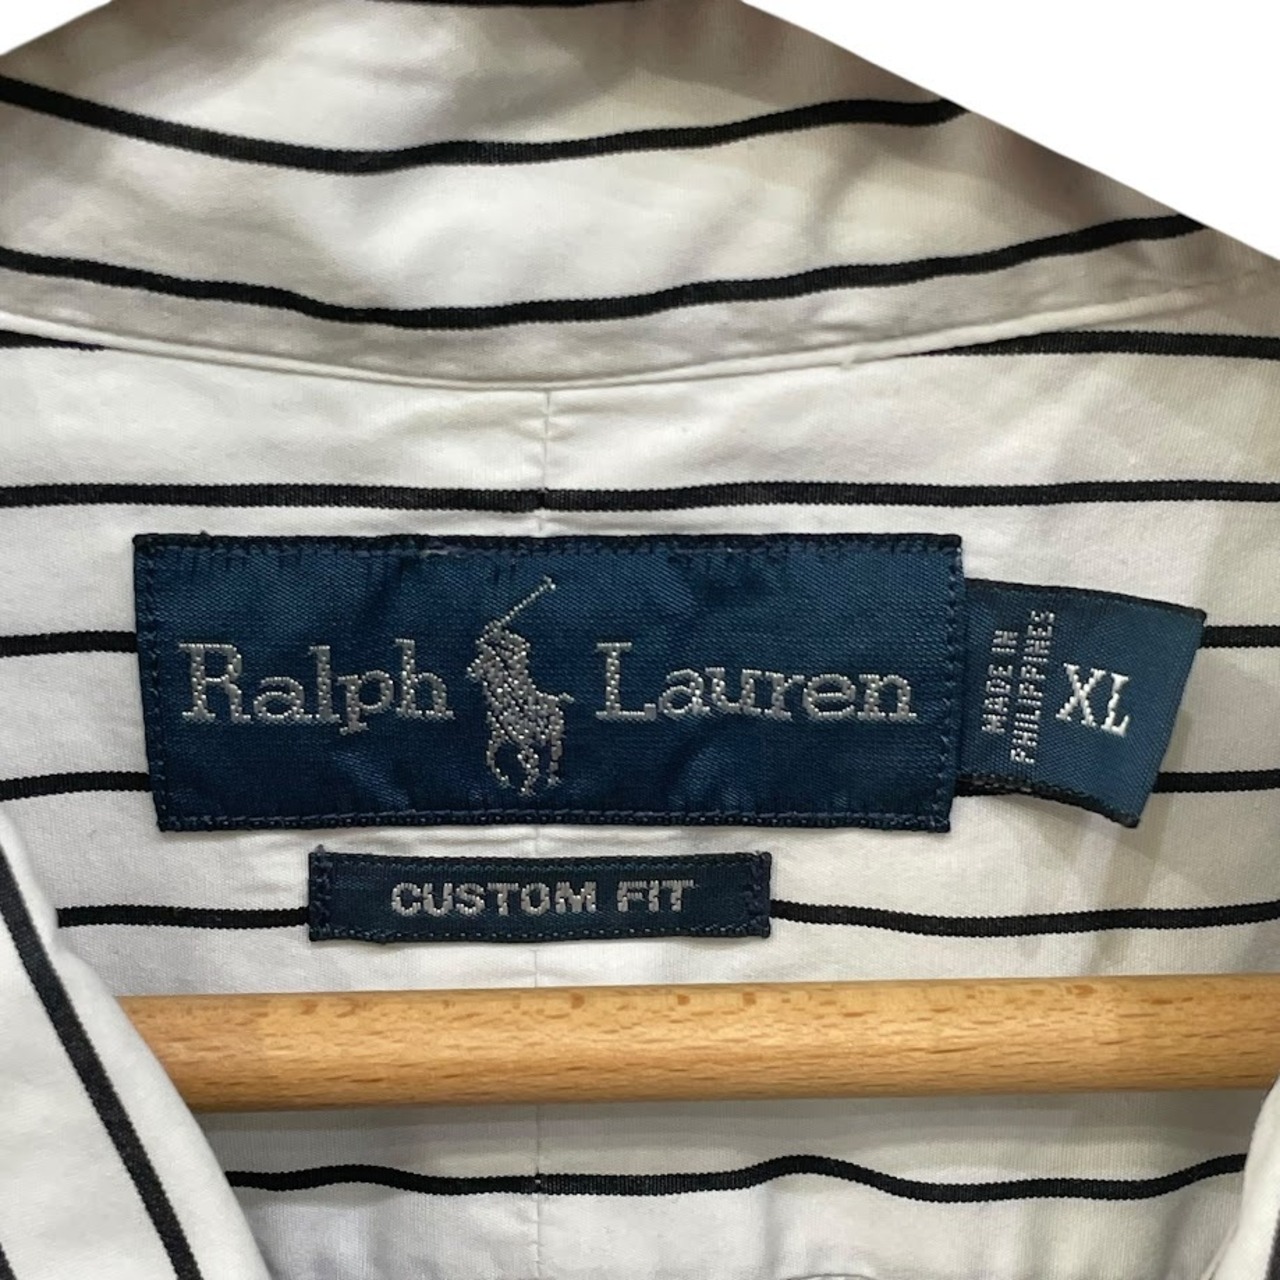 Ralph Lauren
MADE IN
PHILIPPINES
XL
CUSTOM FIT